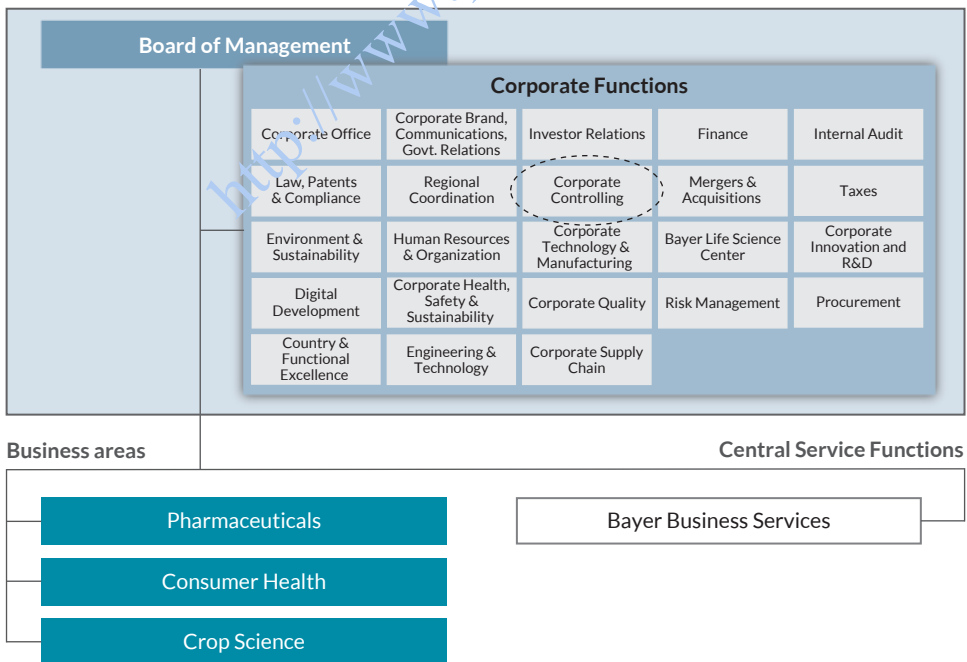 Board of Management
Corporate Functions
Corporate Office
Corporate Brand,
Communications,
Govt. Relations
Investor Relations
Finance
Internal Audit
Law, Patents
& Compliance
Regional
Coordination
Corporate
Controlling
Mergers &
Acquisitions
Taxes
Environment &
Sustainability
Human Resources
& Organization
Corporate
Technology &
Manufacturing
Bayer Life Science
Center
Corporate
Innovation and
R&D
Digital
Development
Corporate Health,
Safety &
Sustainability
Corporate Quality
Risk Management
Procurement
Country &
Functional
Excellence
Engineering &
Technology
Corporate Supply
Chain
Business areas
Central Service Functions
Pharmaceuticals
Consumer Health
Crop Science
Bayer Business Services
http://www